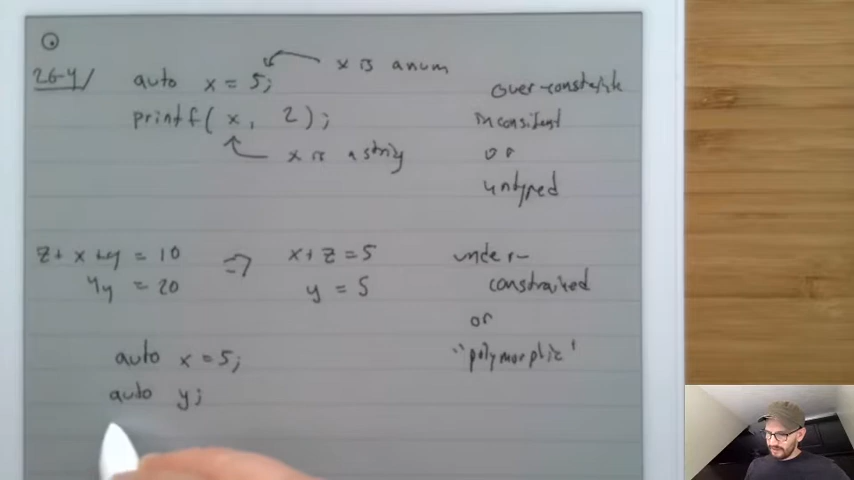 26-4/
auto x = 5;
x is a num
printf( x, 2 );
x is a string
over-constraint
inconsistent
or
untyped
z + x + y = 10 => x + z = 5
4y = 20 y = 5
under-
constrained
or
"polymorphic"
auto x = 5;
auto y;